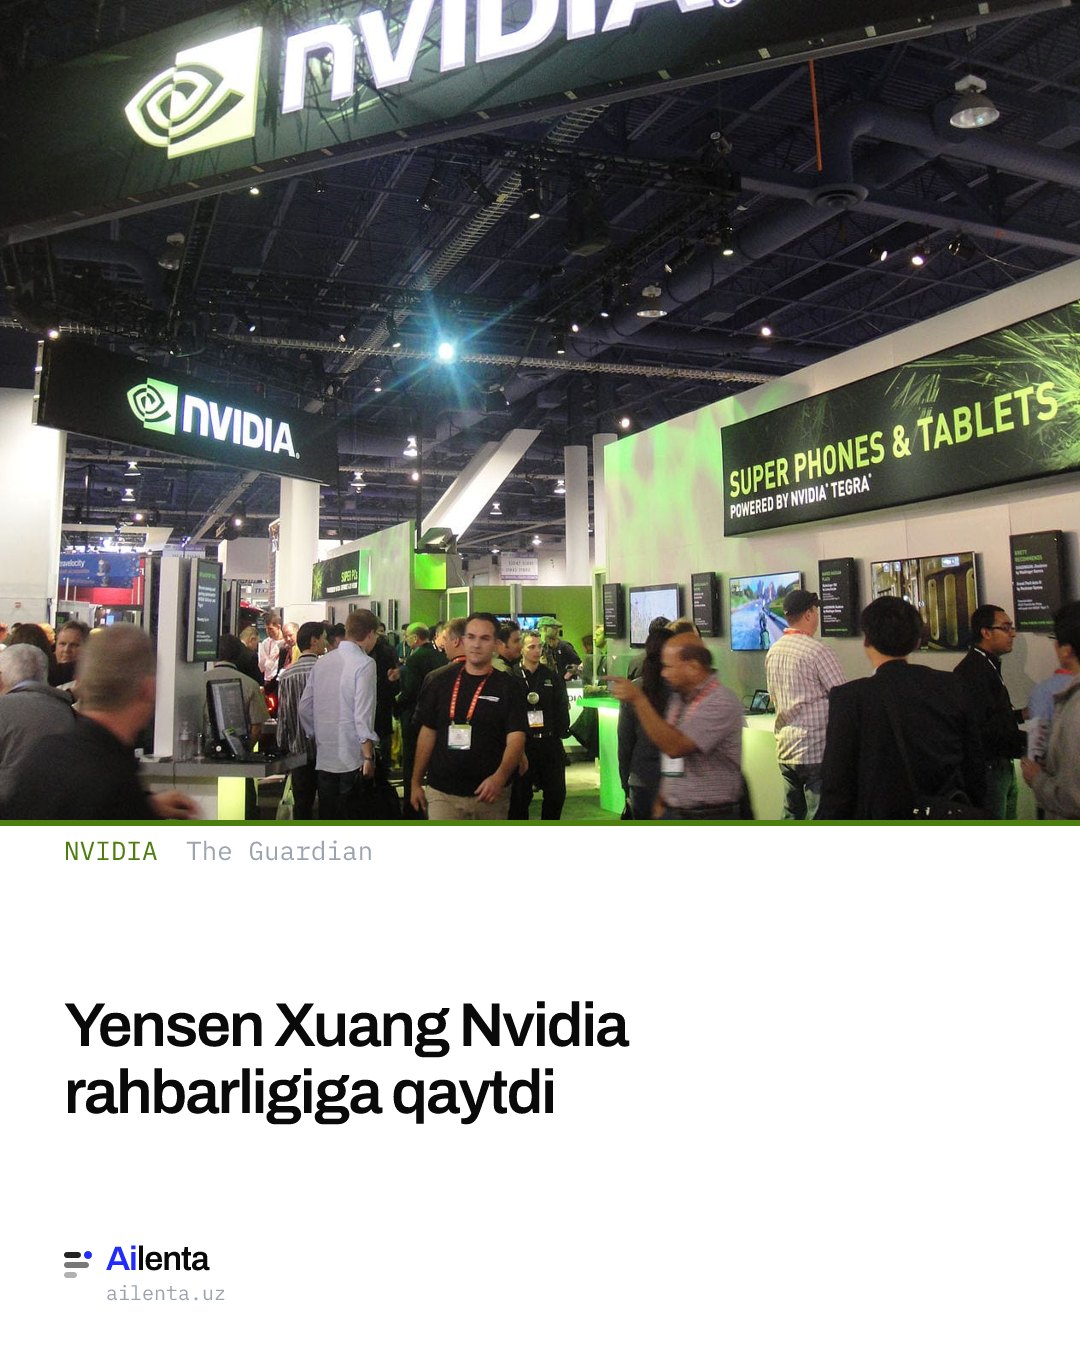 NVIDIA
NVIDIA
SUPER PHONES & TABLETS
POWERED BY NVIDIA TEGRA
NVIDIA The Guardian
Yensen Xuang Nvidia
rahbarligiga qaytdi
Ailenta
ailenta.uz